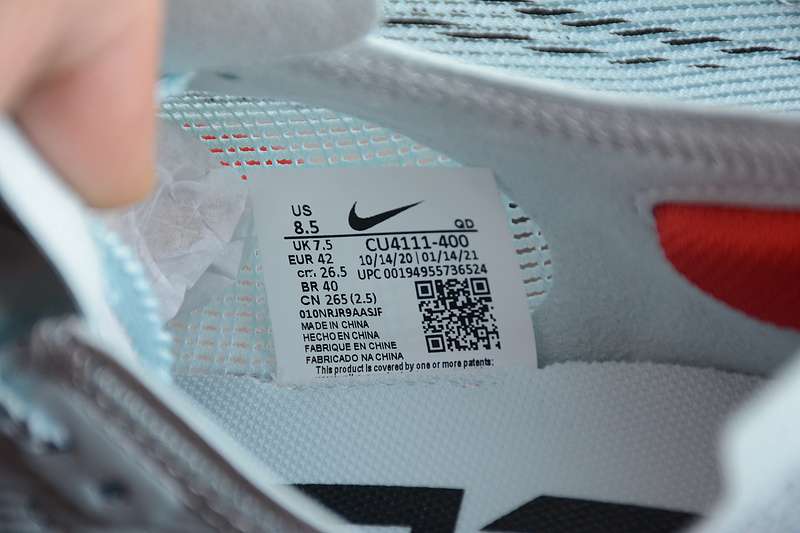 US
8.5
QD
UK 7.5 CU4111-400
EUR 42 10/14/20 | 01/14/21
cm 26.5 UPC 00194955736524
BR 40
CN 265 (2.5)
010NRJR9AASJF
MADE IN CHINA
HECHO EN CHINA
FABRIQUE EN CHINE
FABRICADO NA CHINA
This product is covered by one or more patents: